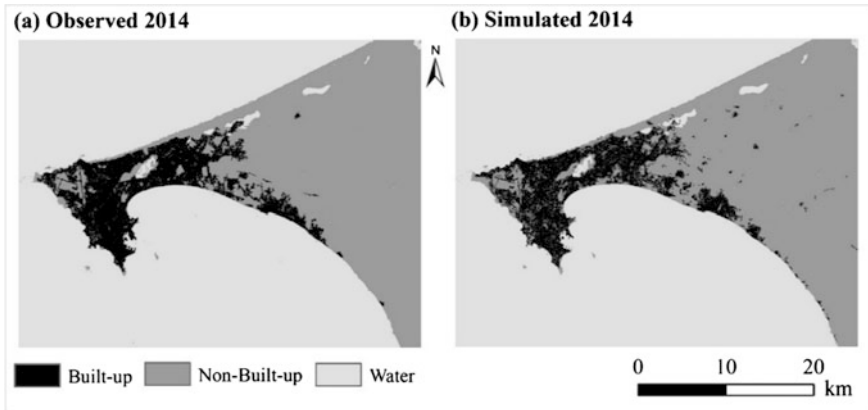 (a) Observed 2014
(b) Simulated 2014
N
Built-up
Non-Built-up
Water
0 10 20
km